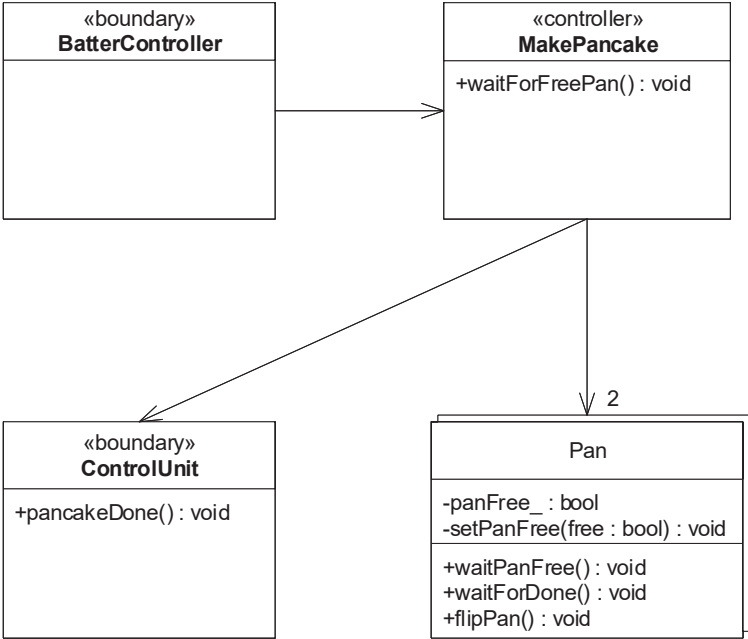 «boundary»
BatterController
«controller»
MakePancake
+waitForFreePan() : void
«boundary»
ControlUnit
+pancakeDone() : void
2
Pan
-panFree_ : bool
-setPanFree(free : bool) : void
+waitPanFree() : void
+waitForDone() : void
+flipPan() : void